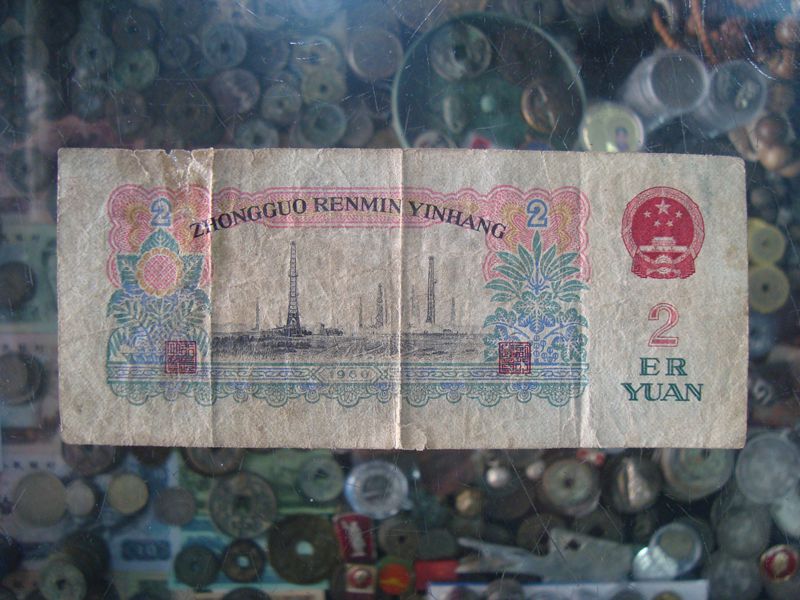 2
ZHONGGUO RENMIN YINHANG
2
1960
2
ER
YUAN